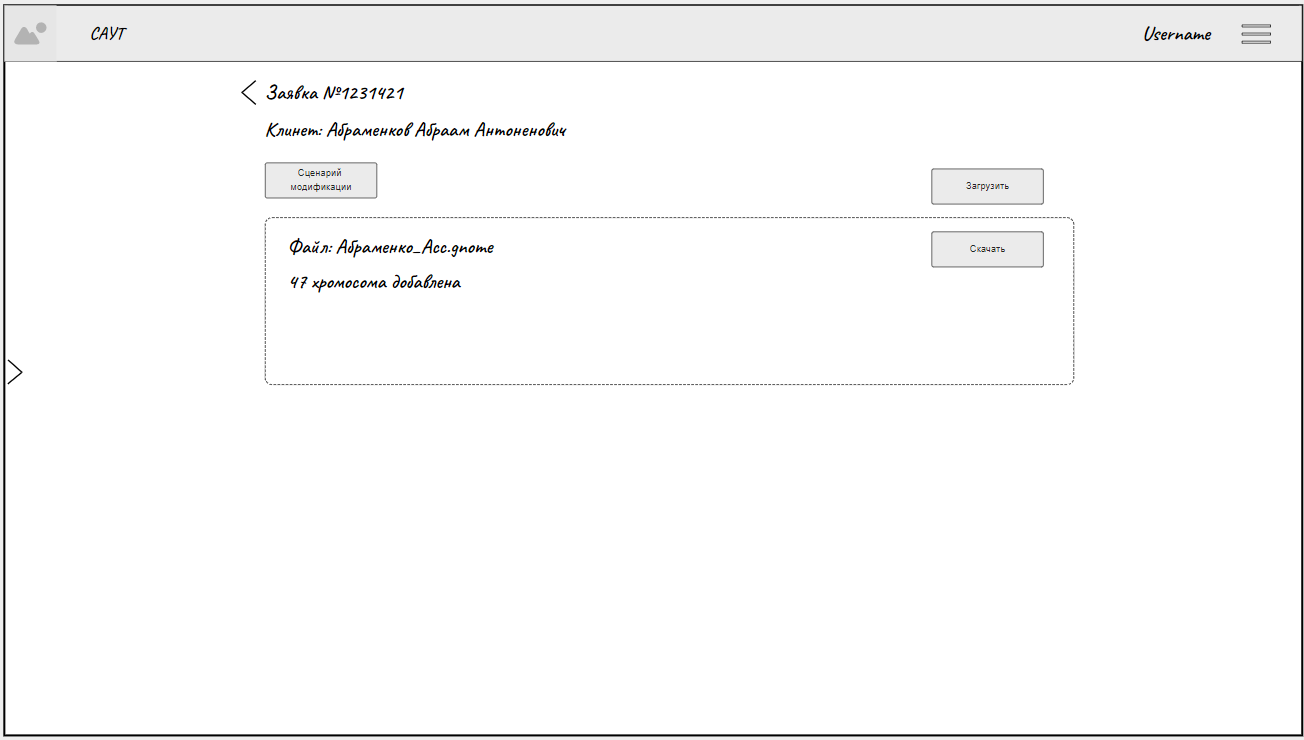 САУТ
Username
Заявка №1231421
Клинет: Абраменков Абраам Антоненович
Сценарий
модификации
Загрузить
Файл: Абраменко_Acc.gnome
Скачать
47 хромосома добавлена